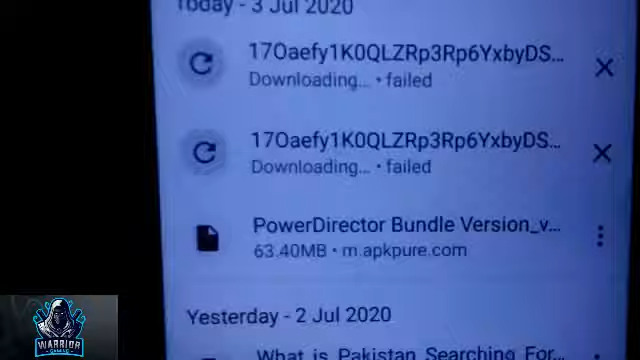 Today - 3 Jul 2020
17Oaefy1K0QLZRp3Rp6YxbyDS...
Downloading... • failed
17Oaefy1K0QLZRp3Rp6YxbyDS...
Downloading... • failed
PowerDirector Bundle Version_v...
63.40MB • m.apkpure.com
Yesterday - 2 Jul 2020
What is Pakistan Searching For...
WARRIOR